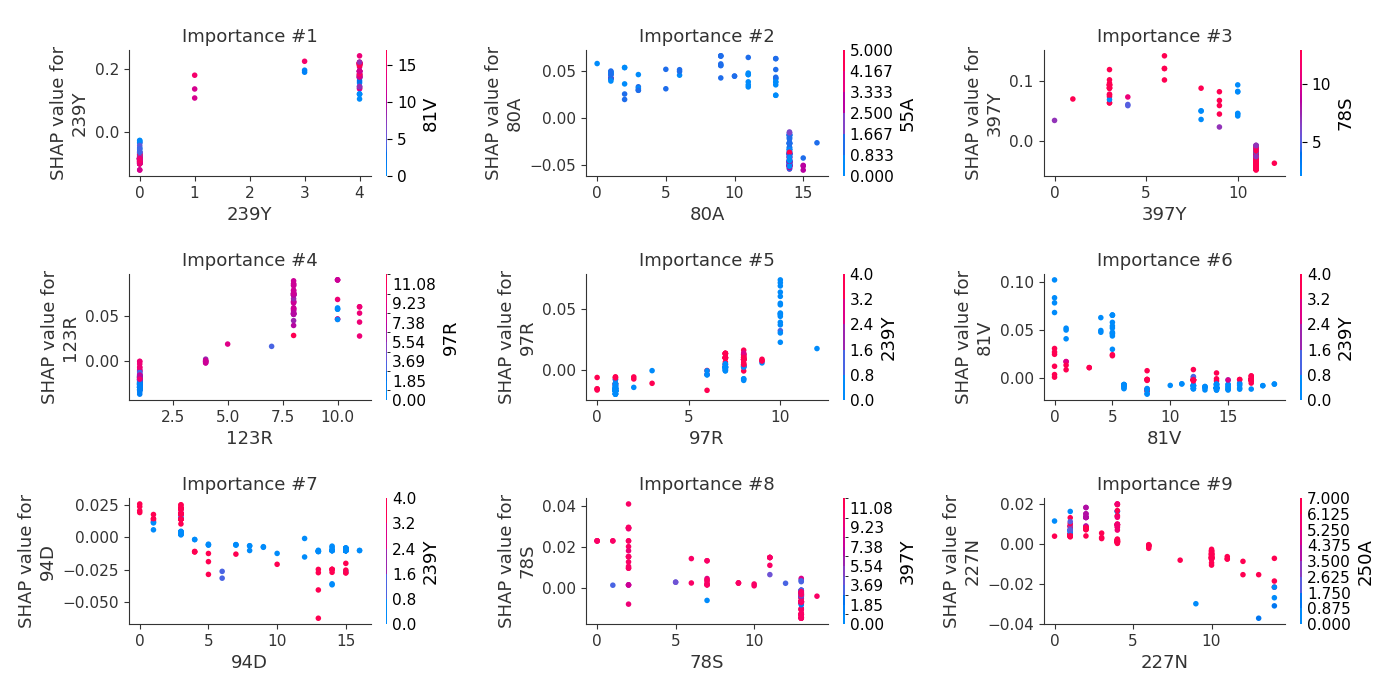 Importance #1
SHAP value for
239Y
0.2
0.0
0
1
2
3
4
239Y
15
10
5
0
81V
Importance #2
SHAP value for
80A
0.05
0.00
−0.05
0
5
10
15
80A
5.000
4.167
3.333
2.500
1.667
0.833
0.000
55A
Importance #3
SHAP value for
397Y
0.1
0.0
0
5
10
397Y
10
5
78S
Importance #4
SHAP value for
123R
0.05
0.00
2.5
5.0
7.5
10.0
123R
11.08
9.23
7.38
5.54
3.69
1.85
0.00
97R
Importance #5
SHAP value for
97R
0.05
0.00
0
5
10
97R
4.0
3.2
2.4
1.6
0.8
0.0
239Y
Importance #6
SHAP value for
81V
0.10
0.05
0.00
0
5
10
15
81V
4.0
3.2
2.4
1.6
0.8
0.0
239Y
Importance #7
SHAP value for
94D
0.025
0.000
−0.025
−0.050
0
5
10
15
94D
4.0
3.2
2.4
1.6
0.8
0.0
239Y
Importance #8
SHAP value for
78S
0.04
0.02
0.00
0
5
10
78S
11.08
9.23
7.38
5.54
3.69
1.85
0.00
397Y
Importance #9
SHAP value for
227N
0.02
0.00
−0.02
−0.04
0
5
10
227N
7.000
6.125
5.250
4.375
3.500
2.625
1.750
0.875
0.000
250A